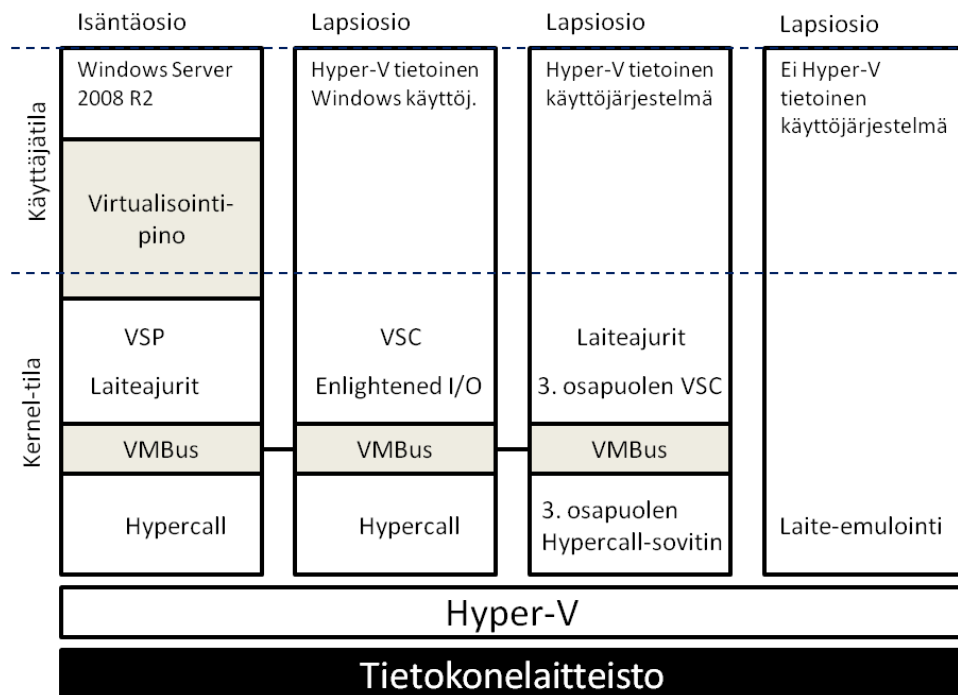 Isäntäosio
Lapsiosio
Lapsiosio
Lapsiosio
Käyttäjätila
Kernel-tila
Windows Server
2008 R2
Virtualisointi-
pino
VSP
Laiteajurit
VMBus
Hypercall
Hyper-V tietoinen
Windows käyttöj.
VSC
Enlightened I/O
VMBus
Hypercall
Hyper-V tietoinen
käyttöjärjestelmä
Laiteajurit
3. osapuolen VSC
VMBus
3. osapuolen
Hypercall-sovitin
Ei Hyper-V
tietoinen
käyttöjärjestelmä
Laite-emulointi
Hyper-V
Tietokonelaitteisto